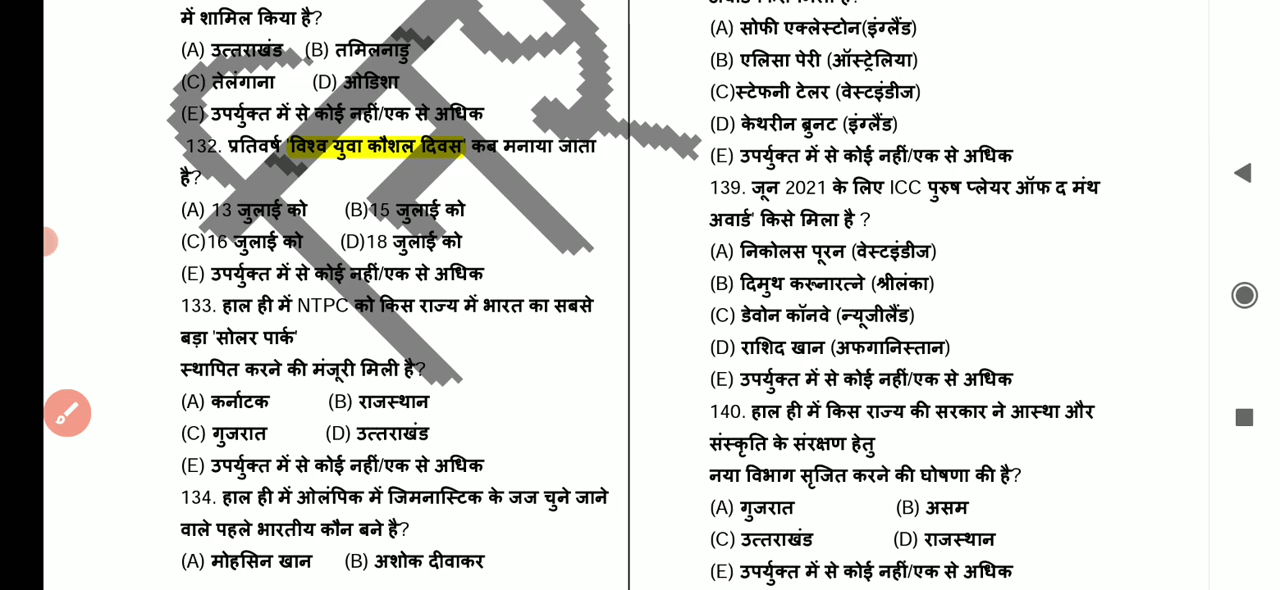 में शामिल किया है?
(A) उत्तराखंड (B) तमिलनाडु
(C) तेलंगाना (D) ओडिशा
(E) उपर्युक्त में से कोई नहीं/एक से अधिक
132. प्रतिवर्ष 'विश्व युवा कौशल दिवस' कब मनाया जाता
है?
(A) 13 जुलाई को (B)15 जुलाई को
(C)16 जुलाई को (D)18 जुलाई को
(E) उपर्युक्त में से कोई नहीं/एक से अधिक
133. हाल ही में NTPC को किस राज्य में भारत का सबसे
बड़ा 'सोलर पार्क'
स्थापित करने की मंजूरी मिली है?
(A) कर्नाटक (B) राजस्थान
(C) गुजरात (D) उत्तराखंड
(E) उपर्युक्त में से कोई नहीं/एक से अधिक
134. हाल ही में ओलंपिक में जिमनास्टिक के जज चुने जाने
वाले पहले भारतीय कौन बने है?
(A) मोहसिन खान (B) अशोक दीवाकर
(A) सोफी एक्लेस्टोन(इंग्लैंड)
(B) एलिसा पेरी (ऑस्ट्रेलिया)
(C)स्टेफनी टेलर (वेस्टइंडीज)
(D) केथरीन ब्रुनट (इंग्लैंड)
(E) उपर्युक्त में से कोई नहीं/एक से अधिक
139. जून 2021 के लिए ICC पुरुष प्लेयर ऑफ द मंथ
अवार्ड' किसे मिला है ?
(A) निकोलस पूरन (वेस्टइंडीज)
(B) दिमुथ करूनारत्ने (श्रीलंका)
(C) डेवोन कॉनवे (न्यूजीलैंड)
(D) राशिद खान (अफगानिस्तान)
(E) उपर्युक्त में से कोई नहीं/एक से अधिक
140. हाल ही में किस राज्य की सरकार ने आस्था और
संस्कृति के संरक्षण हेतु
नया विभाग सृजित करने की घोषणा की है?
(A) गुजरात (B) असम
(C) उत्तराखंड (D) राजस्थान
(E) उपर्युक्त में से कोई नहीं/एक से अधिक